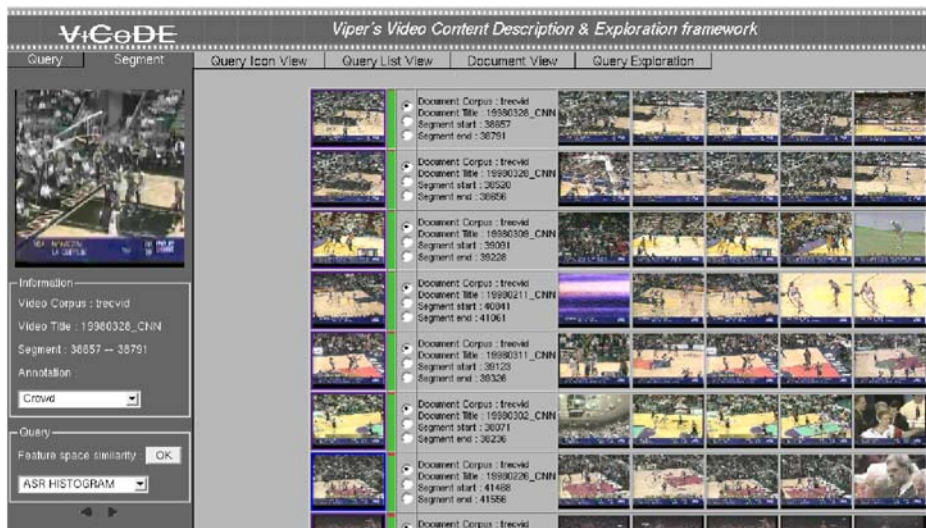 ViCoDE
Viper's Video Content Description & Exploration framework
Query Segment Query Icon View Query List View Document View Query Exploration
Information
Video Corpus : trecvid
Video Title : 19980328_CNN
Segment : 38657 -- 38791
Annotation :
Crowd
Query
Feature space similarity : OK
ASR HISTOGRAM
Document Corpus : trecvid
Document Title : 19980328_CNN
Segment start : 38657
Segment end : 38791
Document Corpus : trecvid
Document Title : 19980328_CNN
Segment start : 38520
Segment end : 38656
Document Corpus : trecvid
Document Title : 19980309_CNN
Segment start : 39091
Segment end : 39228
Document Corpus : trecvid
Document Title : 19980211_CNN
Segment start : 40841
Segment end : 41061
Document Corpus : trecvid
Document Title : 19980311_CNN
Segment start : 39123
Segment end : 39326
Document Corpus : trecvid
Document Title : 19980302_CNN
Segment start : 38071
Segment end : 38236
Document Corpus : trecvid
Document Title : 19980226_CNN
Segment start : 41468
Segment end : 41556
Document Corpus : trecvid